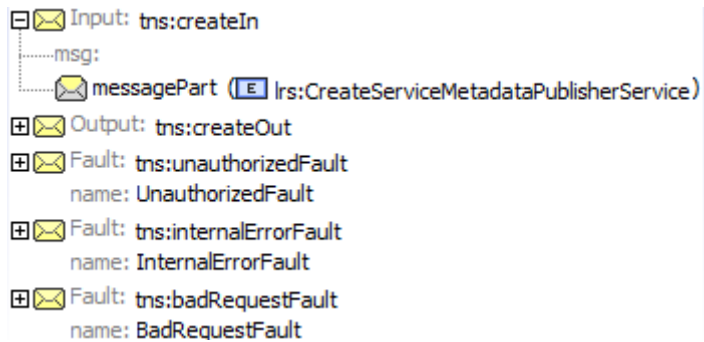 Input: tns:createIn
msg:
messagePart (E lrs:CreateServiceMetadataPublisherService)
Output: tns:createOut
Fault: tns:unauthorizedFault
name: UnauthorizedFault
Fault: tns:internalErrorFault
name: InternalErrorFault
Fault: tns:badRequestFault
name: BadRequestFault